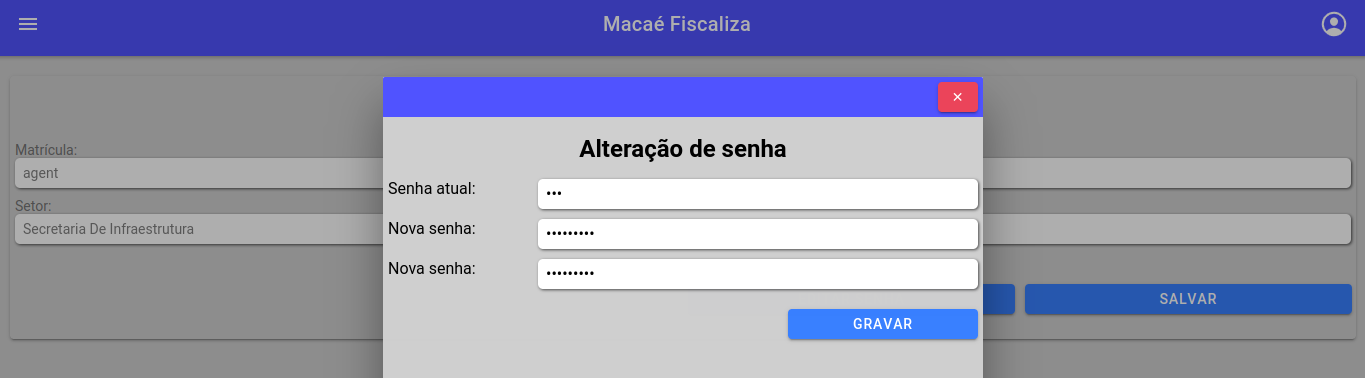 Macaé Fiscaliza
×
Alteração de senha
Matrícula:
agent
Setor:
Secretaria De Infraestrutura
Senha atual:
•••
Nova senha:
•••••••••
Nova senha:
•••••••••
GRAVAR
SALVAR